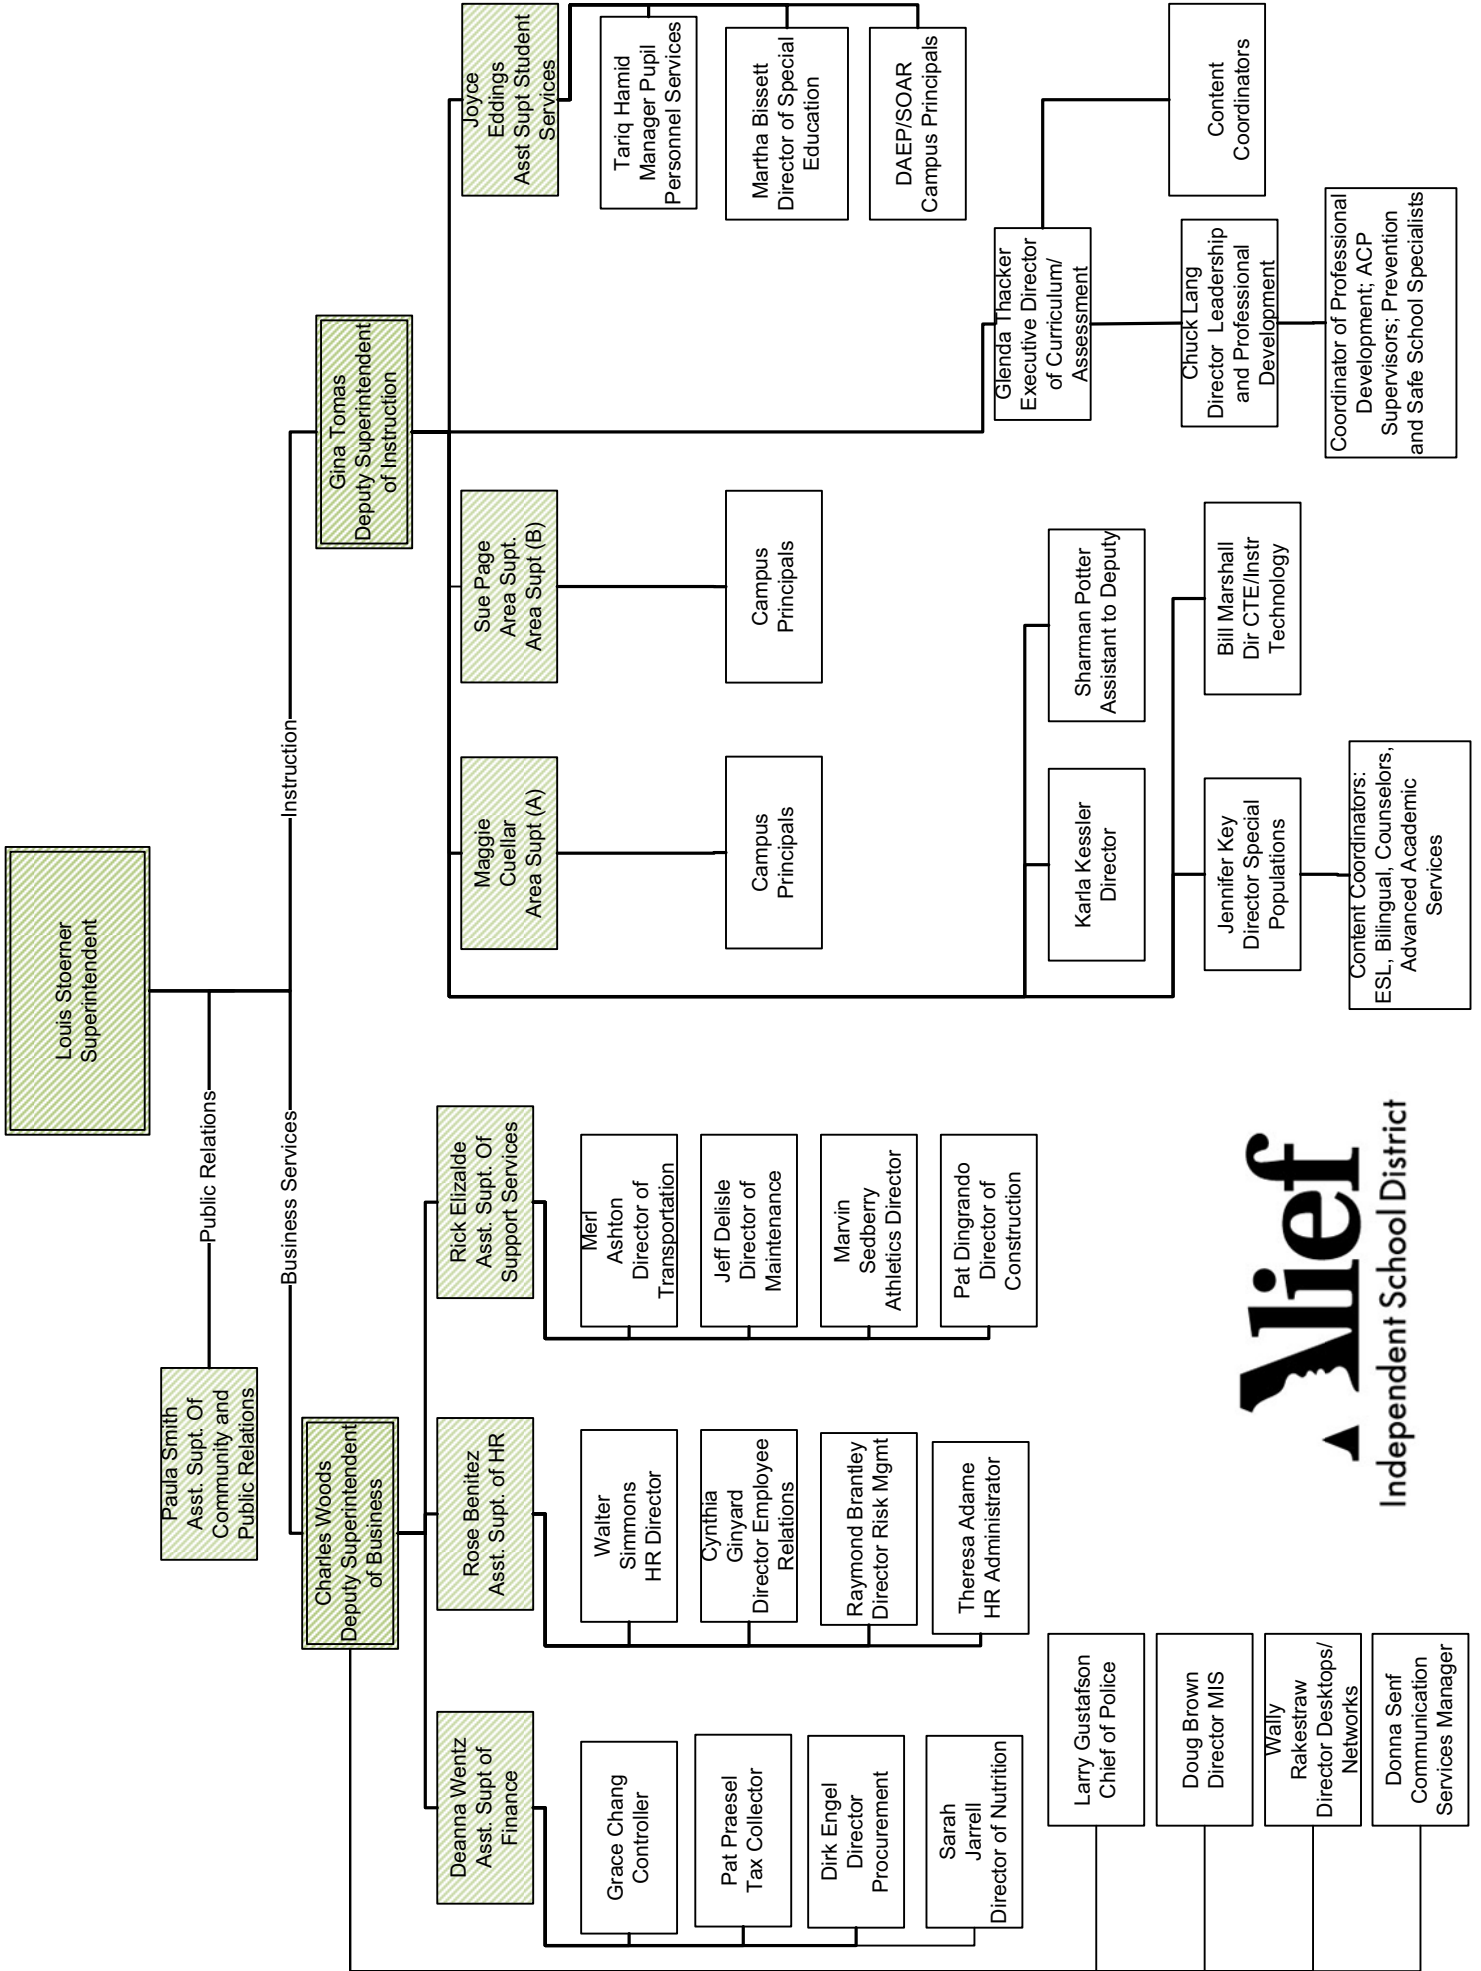 Louis Stoerner
Superintendent
Public Relations
Paula Smith
Asst. Supt. Of
Community and
Public Relations
Business Services
Instruction
Charles Woods
Deputy Superintendent
of Business
Gina Tomas
Deputy Superintendent
of Instruction
Deanna Wentz
Asst. Supt of
Finance
Grace Chang
Controller
Pat Praesel
Tax Collector
Dirk Engel
Director
Procurement
Sarah
Jarrell
Director of Nutrition
Rose Benitez
Asst. Supt. of HR
Walter
Simmons
HR Director
Cynthia
Ginyard
Director Employee
Relations
Raymond Brantley
Director Risk Mgmt
Theresa Adame
HR Administrator
Rick Elizalde
Asst. Supt. Of
Support Services
Merl
Ashton
Director of
Transportation
Jeff Delisle
Director of
Maintenance
Marvin
Sedberry
Athletics Director
Pat Dingrando
Director of
Construction
Larry Gustafson
Chief of Police
Doug Brown
Director MIS
Wally
Rakestraw
Director Desktops/
Networks
Donna Senf
Communication
Services Manager
Maggie
Cuellar
Area Supt (A)
Campus
Principals
Sue Page
Area Supt.
Area Supt (B)
Campus
Principals
Joyce
Eddings
Asst Supt Student
Services
Tariq Hamid
Manager Pupil
Personnel Services
Martha Bissett
Director of Special
Education
DAEP/SOAR
Campus Principals
Karla Kessler
Director
Sharman Potter
Assistant to Deputy
Jennifer Key
Director Special
Populations
Bill Marshall
Dir CTE/Instr
Technology
Content Coordinators:
ESL, Bilingual, Counselors,
Advanced Academic
Services
Glenda Thacker
Executive Director
of Curriculum/
Assessment
Content
Coordinators
Chuck Lang
Director Leadership
and Professional
Development
Coordinator of Professional
Development; ACP
Supervisors; Prevention
and Safe School Specialists
Alief
Independent School District